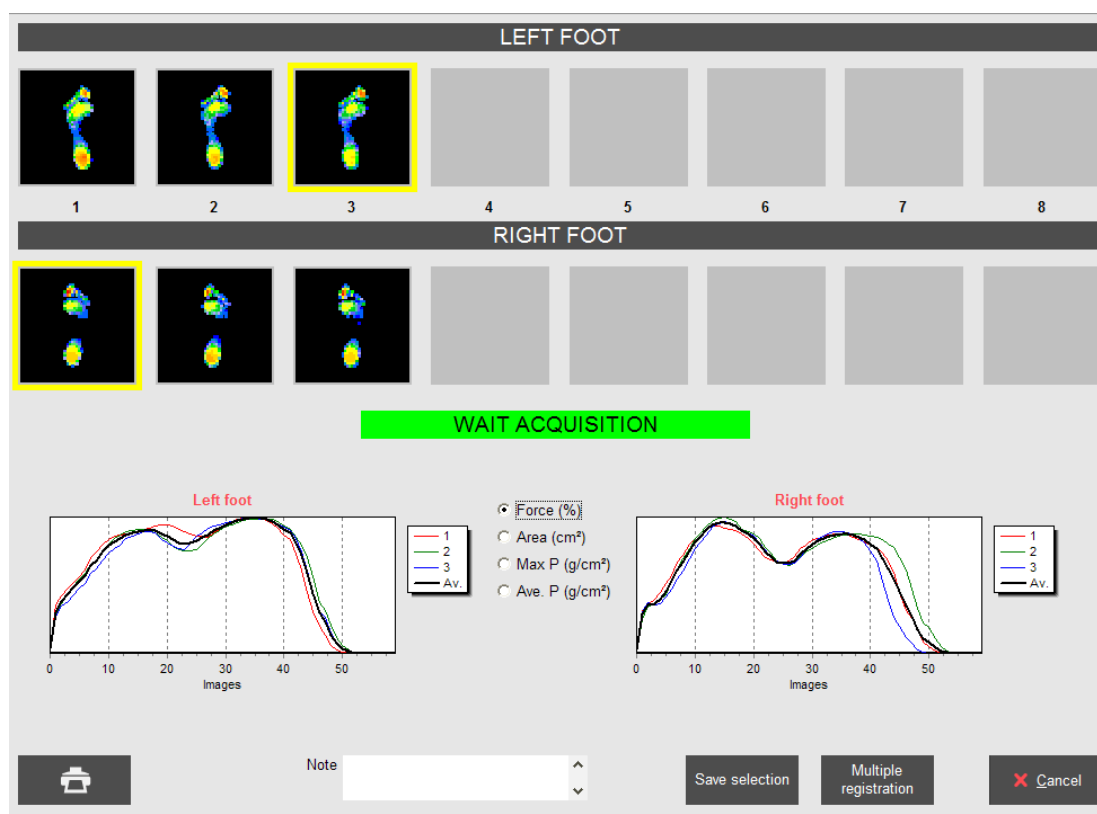 LEFT FOOT
1 2 3 4 5 6 7 8
RIGHT FOOT
WAIT ACQUISITION
Left foot
1
2
3
Av.
0 10 20 30 40 50
Images
Force (%)
Area (cm²)
Max P (g/cm²)
Ave. P (g/cm²)
Right foot
1
2
3
Av.
0 10 20 30 40 50
Images
Note
Save selection
Multiple
registration
Cancel